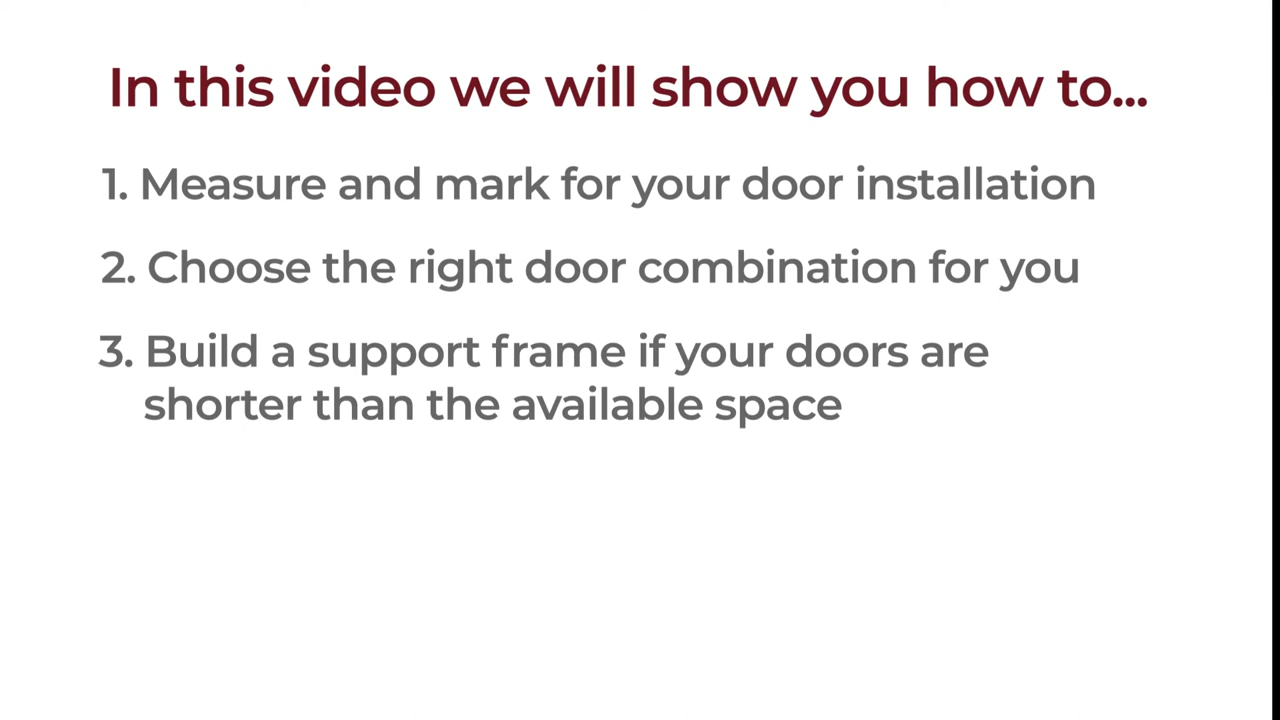 In this video we will show you how to...
1. Measure and mark for your door installation
2. Choose the right door combination for you
3. Build a support frame if your doors are
shorter than the available space